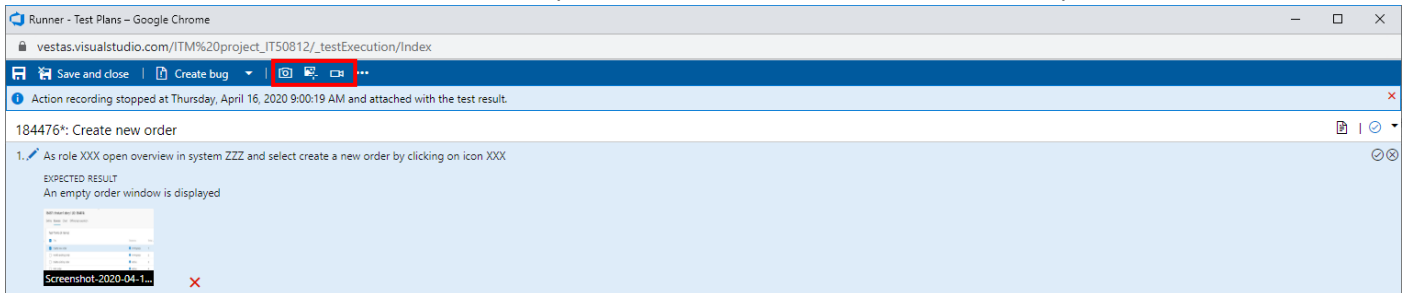 Runner - Test Plans – Google Chrome
vestas.visualstudio.com/ITM%20project_IT50812/_testExecution/Index
Save and close | Create bug
Action recording stopped at Thursday, April 16, 2020 9:00:19 AM and attached with the test result.
184476*: Create new order
1. As role XXX open overview in system ZZZ and select create a new order by clicking on icon XXX
EXPECTED RESULT
An empty order window is displayed
Screenshot-2020-04-1...